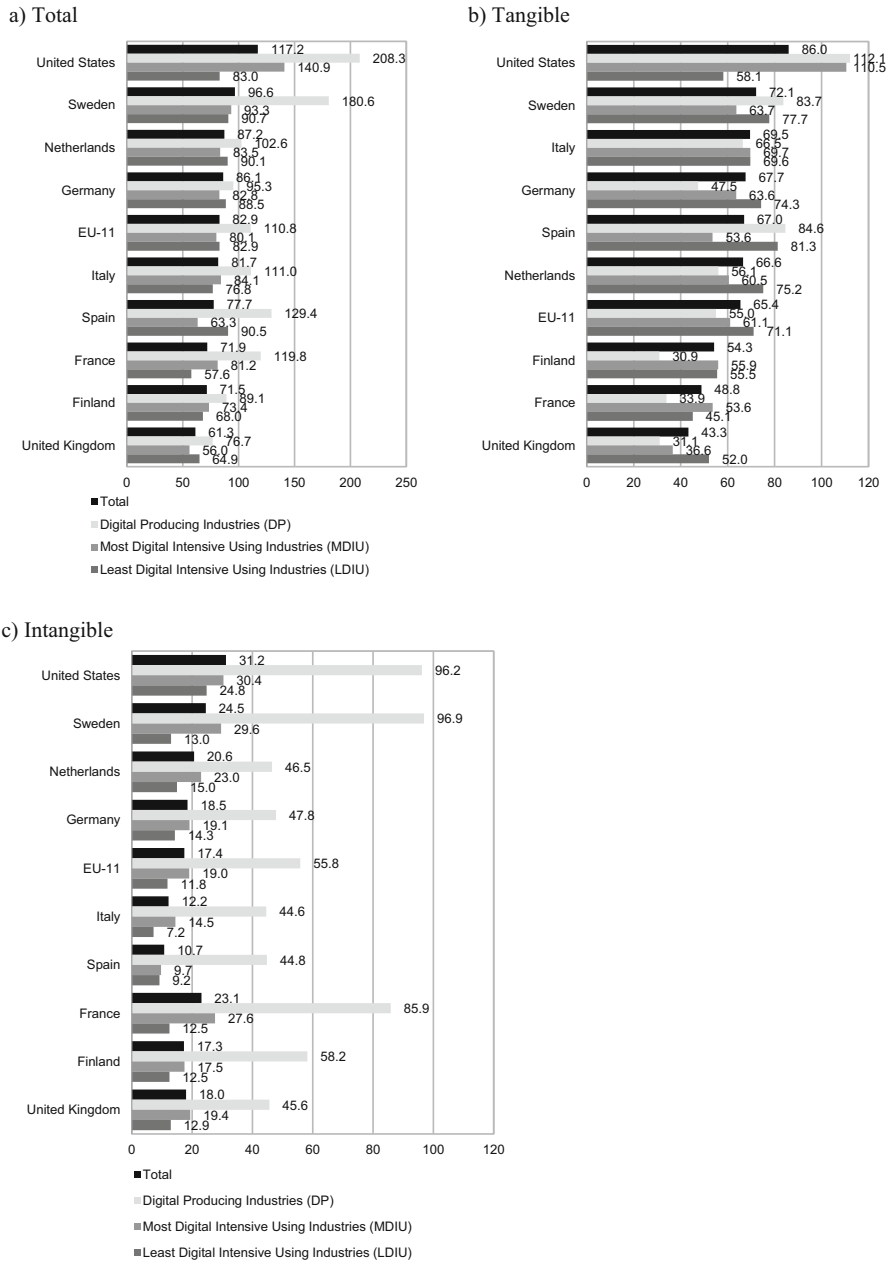 a) Total
United States
117.2
208.3
140.9
83.0
Sweden
96.6
180.6
93.3
90.7
Netherlands
87.2
102.6
83.5
90.1
Germany
86.1
95.3
82.8
88.5
EU-11
82.9
110.8
80.1
82.9
Italy
81.7
111.0
84.1
76.8
Spain
77.7
129.4
63.3
90.5
France
71.9
119.8
81.2
57.6
Finland
71.5
89.1
73.4
68.0
United Kingdom
61.3
76.7
56.0
64.9
0 50 100 150 200 250
Total
Digital Producing Industries (DP)
Most Digital Intensive Using Industries (MDIU)
Least Digital Intensive Using Industries (LDIU)
b) Tangible
United States
86.0
112.1
110.5
58.1
Sweden
72.1
83.7
63.7
77.7
Italy
69.5
66.5
69.7
69.6
Germany
67.7
47.5
63.6
74.3
Spain
67.0
84.6
53.6
81.3
Netherlands
66.6
56.1
60.5
75.2
EU-11
65.4
55.0
61.1
71.1
Finland
54.3
30.9
55.9
55.5
France
48.8
33.9
53.6
45.1
United Kingdom
43.3
31.1
36.6
52.0
0 20 40 60 80 100 120
c) Intangible
United States
31.2
96.2
30.4
24.8
Sweden
24.5
96.9
29.6
13.0
Netherlands
20.6
46.5
23.0
15.0
Germany
18.5
47.8
19.1
14.3
EU-11
17.4
55.8
19.0
11.8
Italy
12.2
44.6
14.5
7.2
Spain
10.7
44.8
9.7
9.2
France
23.1
85.9
27.6
12.5
Finland
17.3
58.2
17.5
12.5
United Kingdom
18.0
45.6
19.4
12.9
0 20 40 60 80 100 120
Total
Digital Producing Industries (DP)
Most Digital Intensive Using Industries (MDIU)
Least Digital Intensive Using Industries (LDIU)